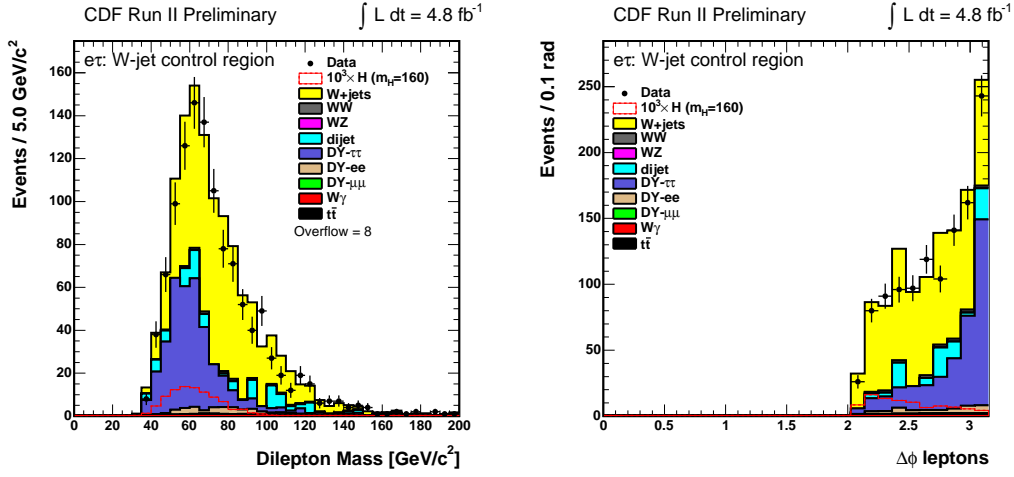 CDF Run II Preliminary
∫ L dt = 4.8 fb-1
Events / 5.0 GeV/c2
eτ: W-jet control region
Data
10³× H (mH=160)
W+jets
WW
WZ
dijet
DY-ττ
DY-ee
DY-μμ
Wγ
tt̄
Overflow = 8
160
140
120
100
80
60
40
20
0
0 20 40 60 80 100 120 140 160 180 200
Dilepton Mass [GeV/c2]
CDF Run II Preliminary
∫ L dt = 4.8 fb-1
Events / 0.1 rad
eτ: W-jet control region
Data
10³× H (mH=160)
W+jets
WW
WZ
dijet
DY-ττ
DY-ee
DY-μμ
Wγ
tt̄
250
200
150
100
50
0
0 0.5 1 1.5 2 2.5 3
Δϕ leptons